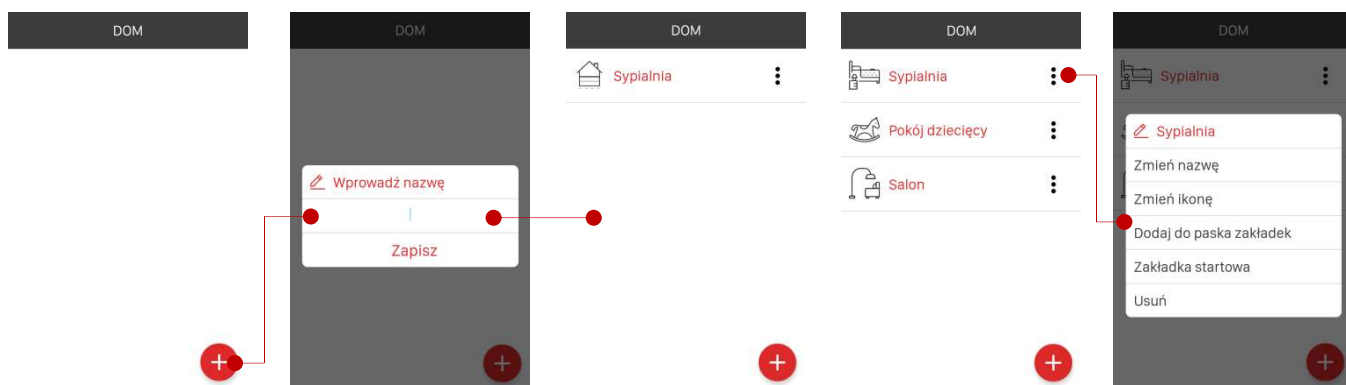 DOM
DOM
Wprowadź nazwę
Zapisz
DOM
Sypialnia
DOM
Sypialnia
Pokój dziecięcy
Salon
DOM
Sypialnia
Sypialnia
Zmień nazwę
Zmień ikonę
Dodaj do paska zakładek
Zakładka startowa
Usuń